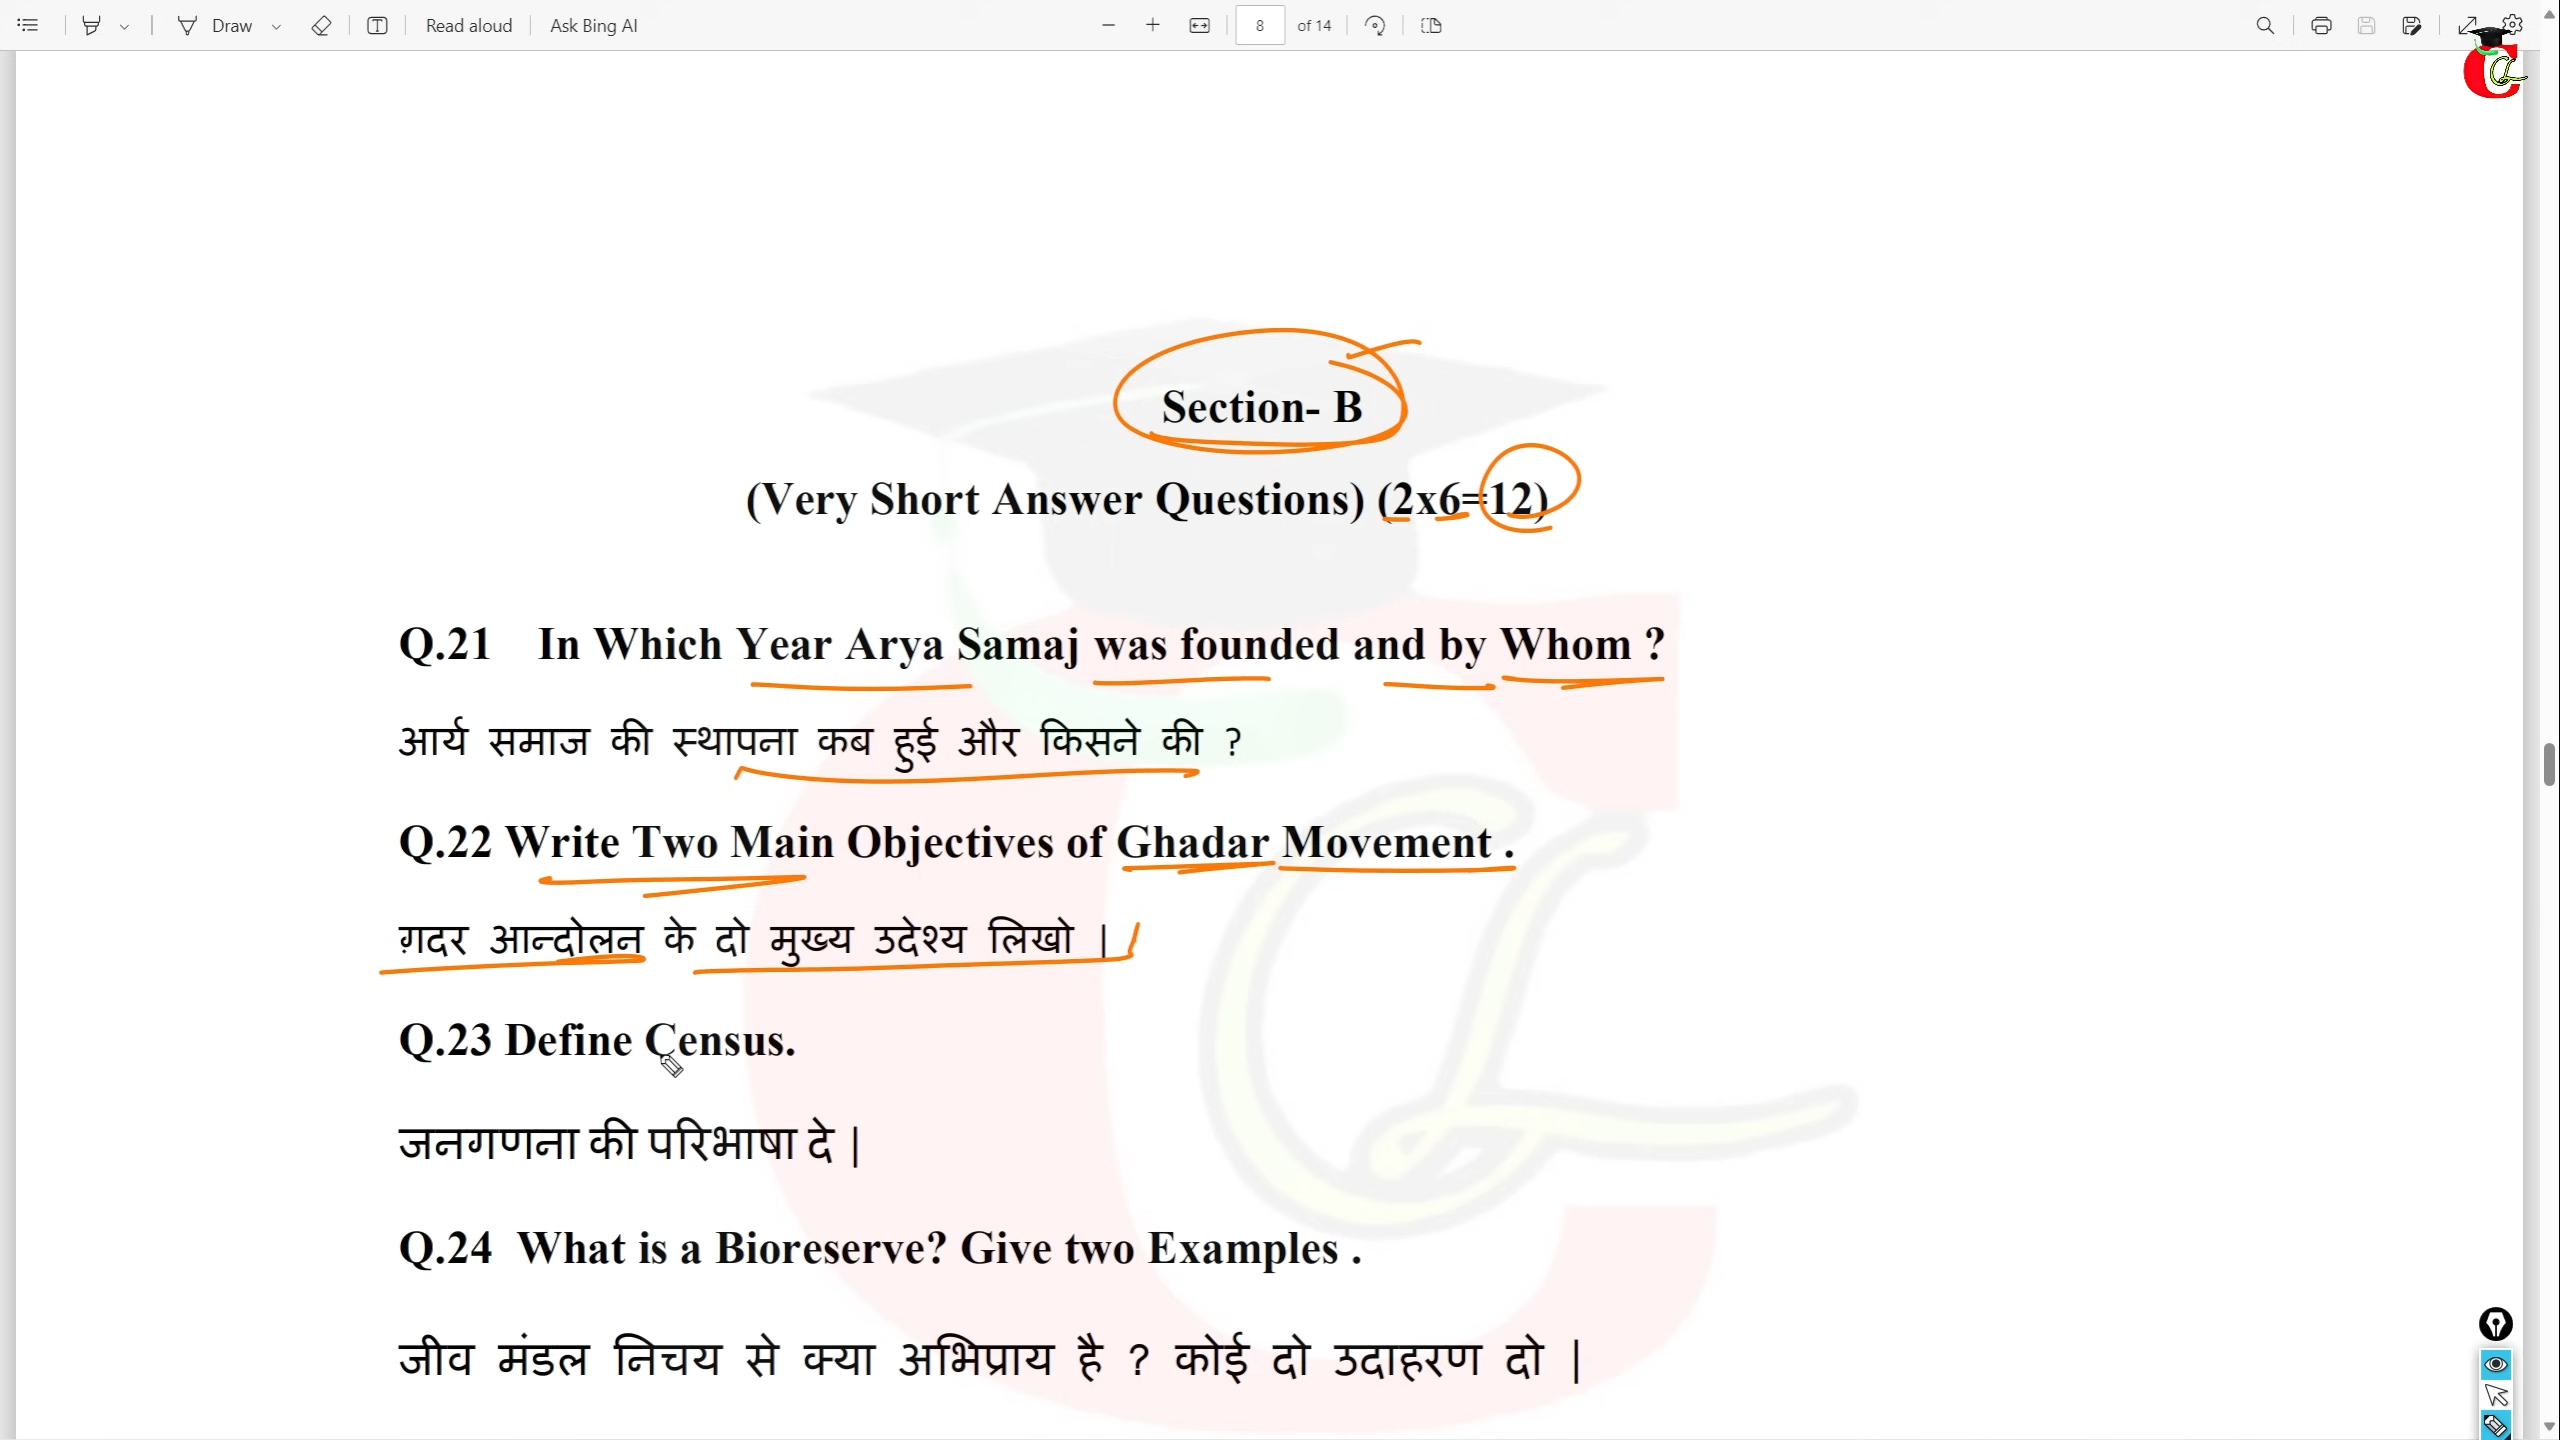 Draw
Read aloud
Ask Bing AI
8 of 14
Section- B
(Very Short Answer Questions) (2x6=12)
Q.21 In Which Year Arya Samaj was founded and by Whom ?
आर्य समाज की स्थापना कब हुई और किसने की ?
Q.22 Write Two Main Objectives of Ghadar Movement .
ग़दर आन्दोलन के दो मुख्य उदेश्य लिखो |
Q.23 Define Census.
जनगणना की परिभाषा दे |
Q.24 What is a Bioreserve? Give two Examples .
जीव मंडल निचय से क्या अभिप्राय है ? कोई दो उदाहरण दो |